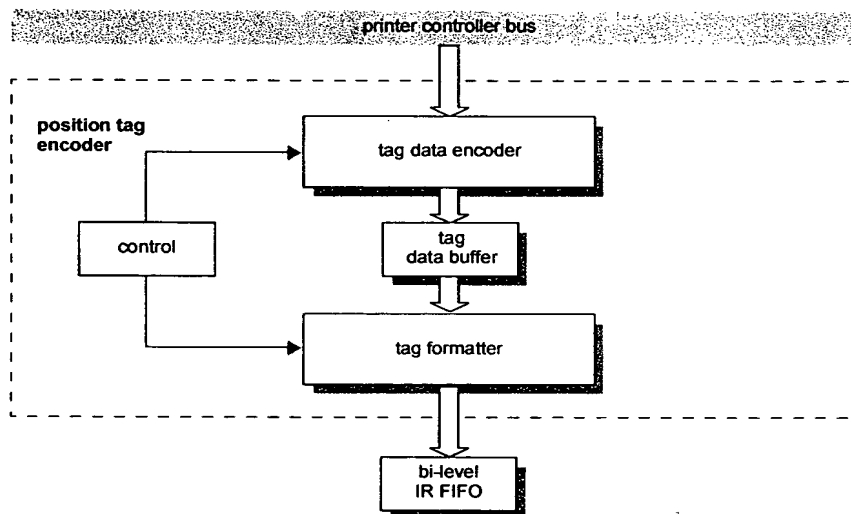 printer controller bus
position tag
encoder
tag data encoder
control
tag
data buffer
tag formatter
bi-level
IR FIFO